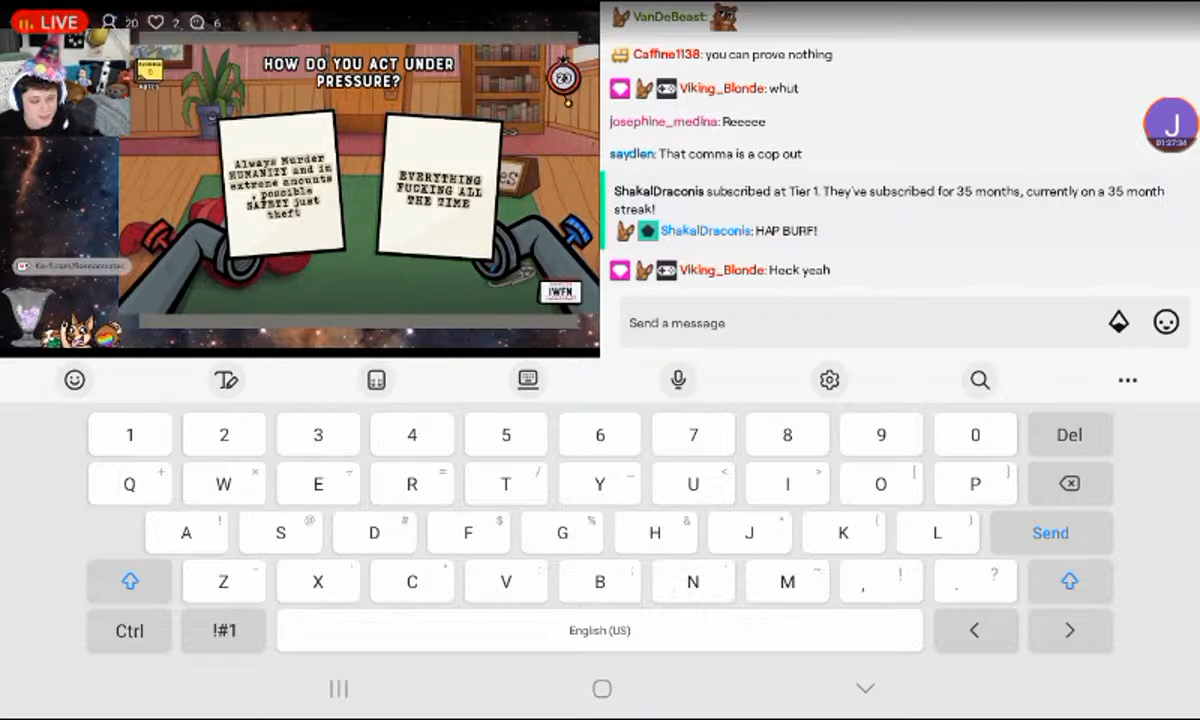 LIVE 20 2 6
HOW DO YOU ACT UNDER
PRESSURE?
Always Murder
HUMANITY and in
extreme amounts
, possible
SAFETY just
theft
EVERYTHING
FUCKING ALL
THE TIME
IWFN
VanDeBeast:
Caffine1138: you can prove nothing
Viking_Blonde: whut
josephine_medina: Reeeee
saydlen: That comma is a cop out
ShakalDraconis subscribed at Tier 1. They've subscribed for 35 months, currently on a 35 month
streak!
ShakalDraconis: HAP BURF!
Viking_Blonde: Heck yeah
Send a message
J
01:27:34
1 2 3 4 5 6 7 8 9 0 Del
Q + W × E ÷ R = T / Y _ U < I > O [ P ]
A ! S @ D # F $ G % H & J * K ( L ) Send
Z - X ' C " V : B ; N M ~ , ! . ?
Ctrl !#1 English (US) < >